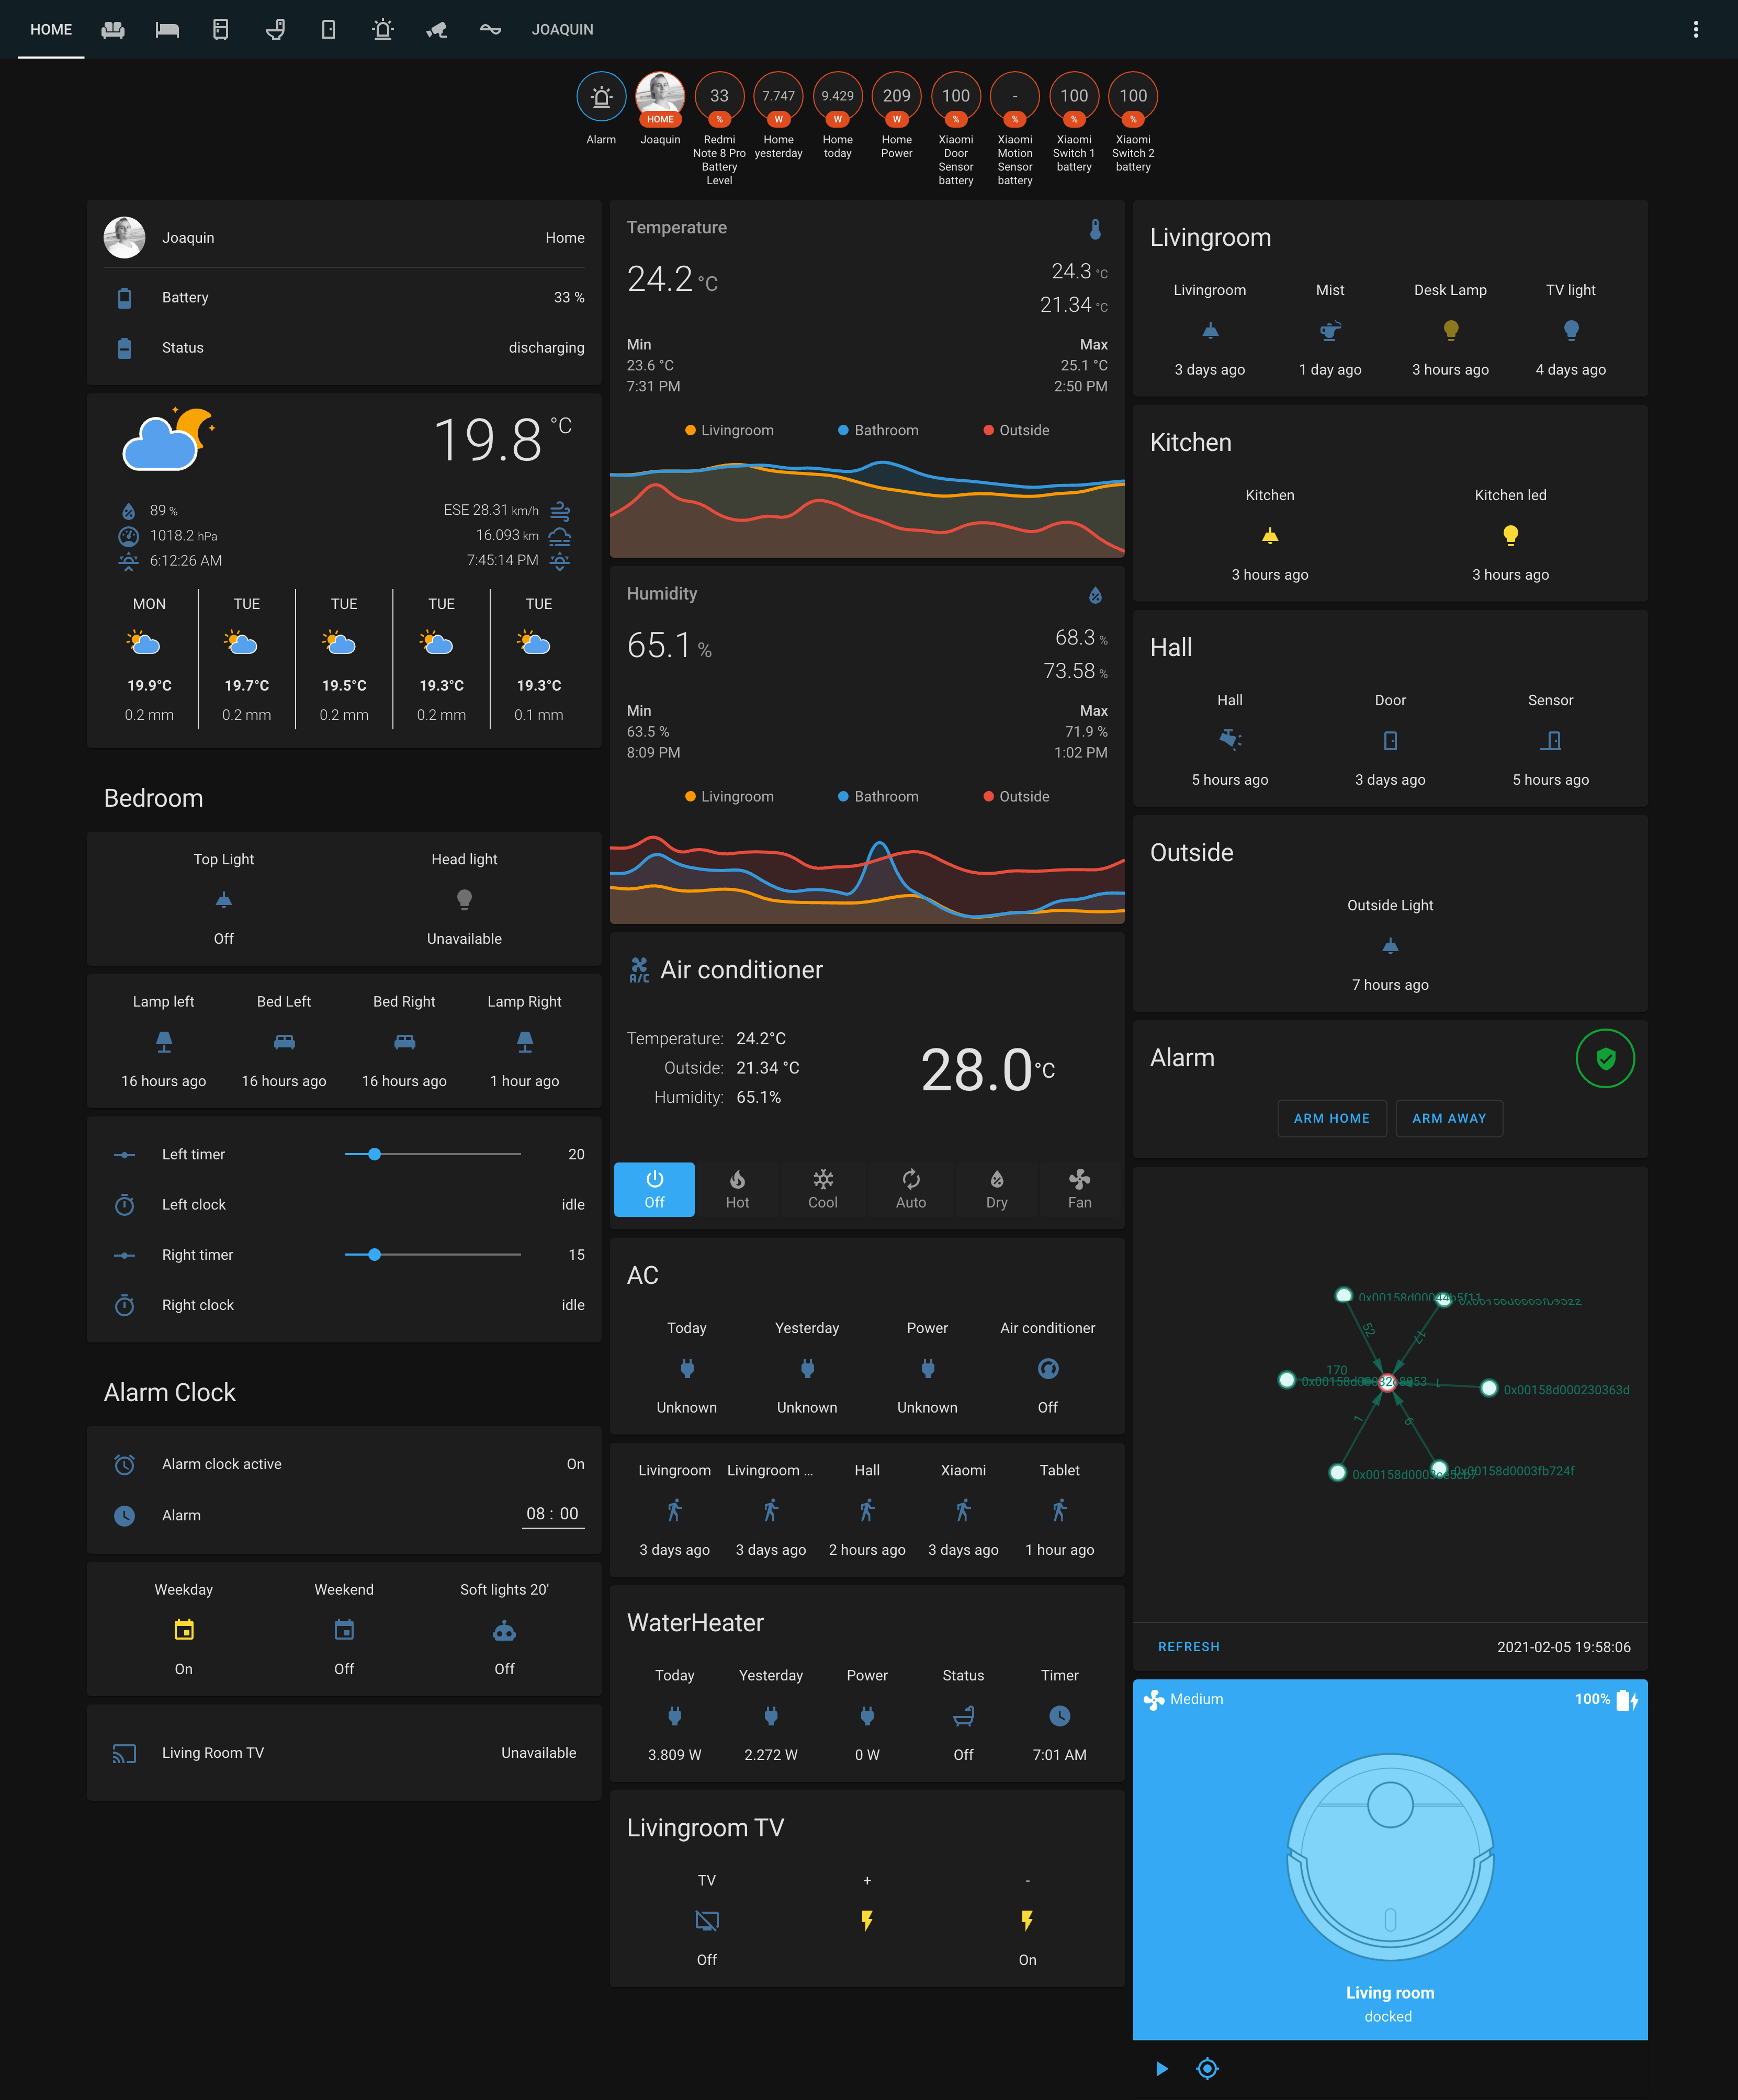 HOME JOAQUIN
33 7.747 9.429 209 100 - 100 100
HOME % W W W % % % %
Alarm Joaquin Redmi Note 8 Pro Battery Level Home yesterday Home today Home Power Xiaomi Door Sensor battery Xiaomi Motion Sensor battery Xiaomi Switch 1 battery Xiaomi Switch 2 battery
Joaquin Home
Battery 33 %
Status discharging
19.8 °C
89 % ESE 28.31 km/h
1018.2 hPa 16.093 km
6:12:26 AM 7:45:14 PM
MON TUE TUE TUE TUE
19.9°C 19.7°C 19.5°C 19.3°C 19.3°C
0.2 mm 0.2 mm 0.2 mm 0.2 mm 0.1 mm
Bedroom
Top Light Head light
Off Unavailable
Lamp left Bed Left Bed Right Lamp Right
16 hours ago 16 hours ago 16 hours ago 1 hour ago
Left timer 20
Left clock idle
Right timer 15
Right clock idle
Alarm Clock
Alarm clock active On
Alarm 08 : 00
Weekday Weekend Soft lights 20'
On Off Off
Living Room TV Unavailable
Temperature
24.2 °C 24.3 °C
21.34 °C
Min Max
23.6 °C 25.1 °C
7:31 PM 2:50 PM
Livingroom Bathroom Outside
Humidity
65.1 % 68.3 %
73.58 %
Min Max
63.5 % 71.9 %
8:09 PM 1:02 PM
Livingroom Bathroom Outside
A/C Air conditioner
Temperature: 24.2°C
Outside: 21.34 °C
Humidity: 65.1%
28.0 °C
Off Hot Cool Auto Dry Fan
AC
Today Yesterday Power Air conditioner
Unknown Unknown Unknown Off
Livingroom Livingroom ... Hall Xiaomi Tablet
3 days ago 3 days ago 2 hours ago 3 days ago 1 hour ago
WaterHeater
Today Yesterday Power Status Timer
3.809 W 2.272 W 0 W Off 7:01 AM
Livingroom TV
TV + -
Off On
Livingroom
Livingroom Mist Desk Lamp TV light
3 days ago 1 day ago 3 hours ago 4 days ago
Kitchen
Kitchen Kitchen led
3 hours ago 3 hours ago
Hall
Hall Door Sensor
5 hours ago 3 days ago 5 hours ago
Outside
Outside Light
7 hours ago
Alarm
ARM HOME ARM AWAY
52
170
0x00158d000230363d
0x00158d0003fb724f
REFRESH 2021-02-05 19:58:06
Medium 100%
Living room
docked